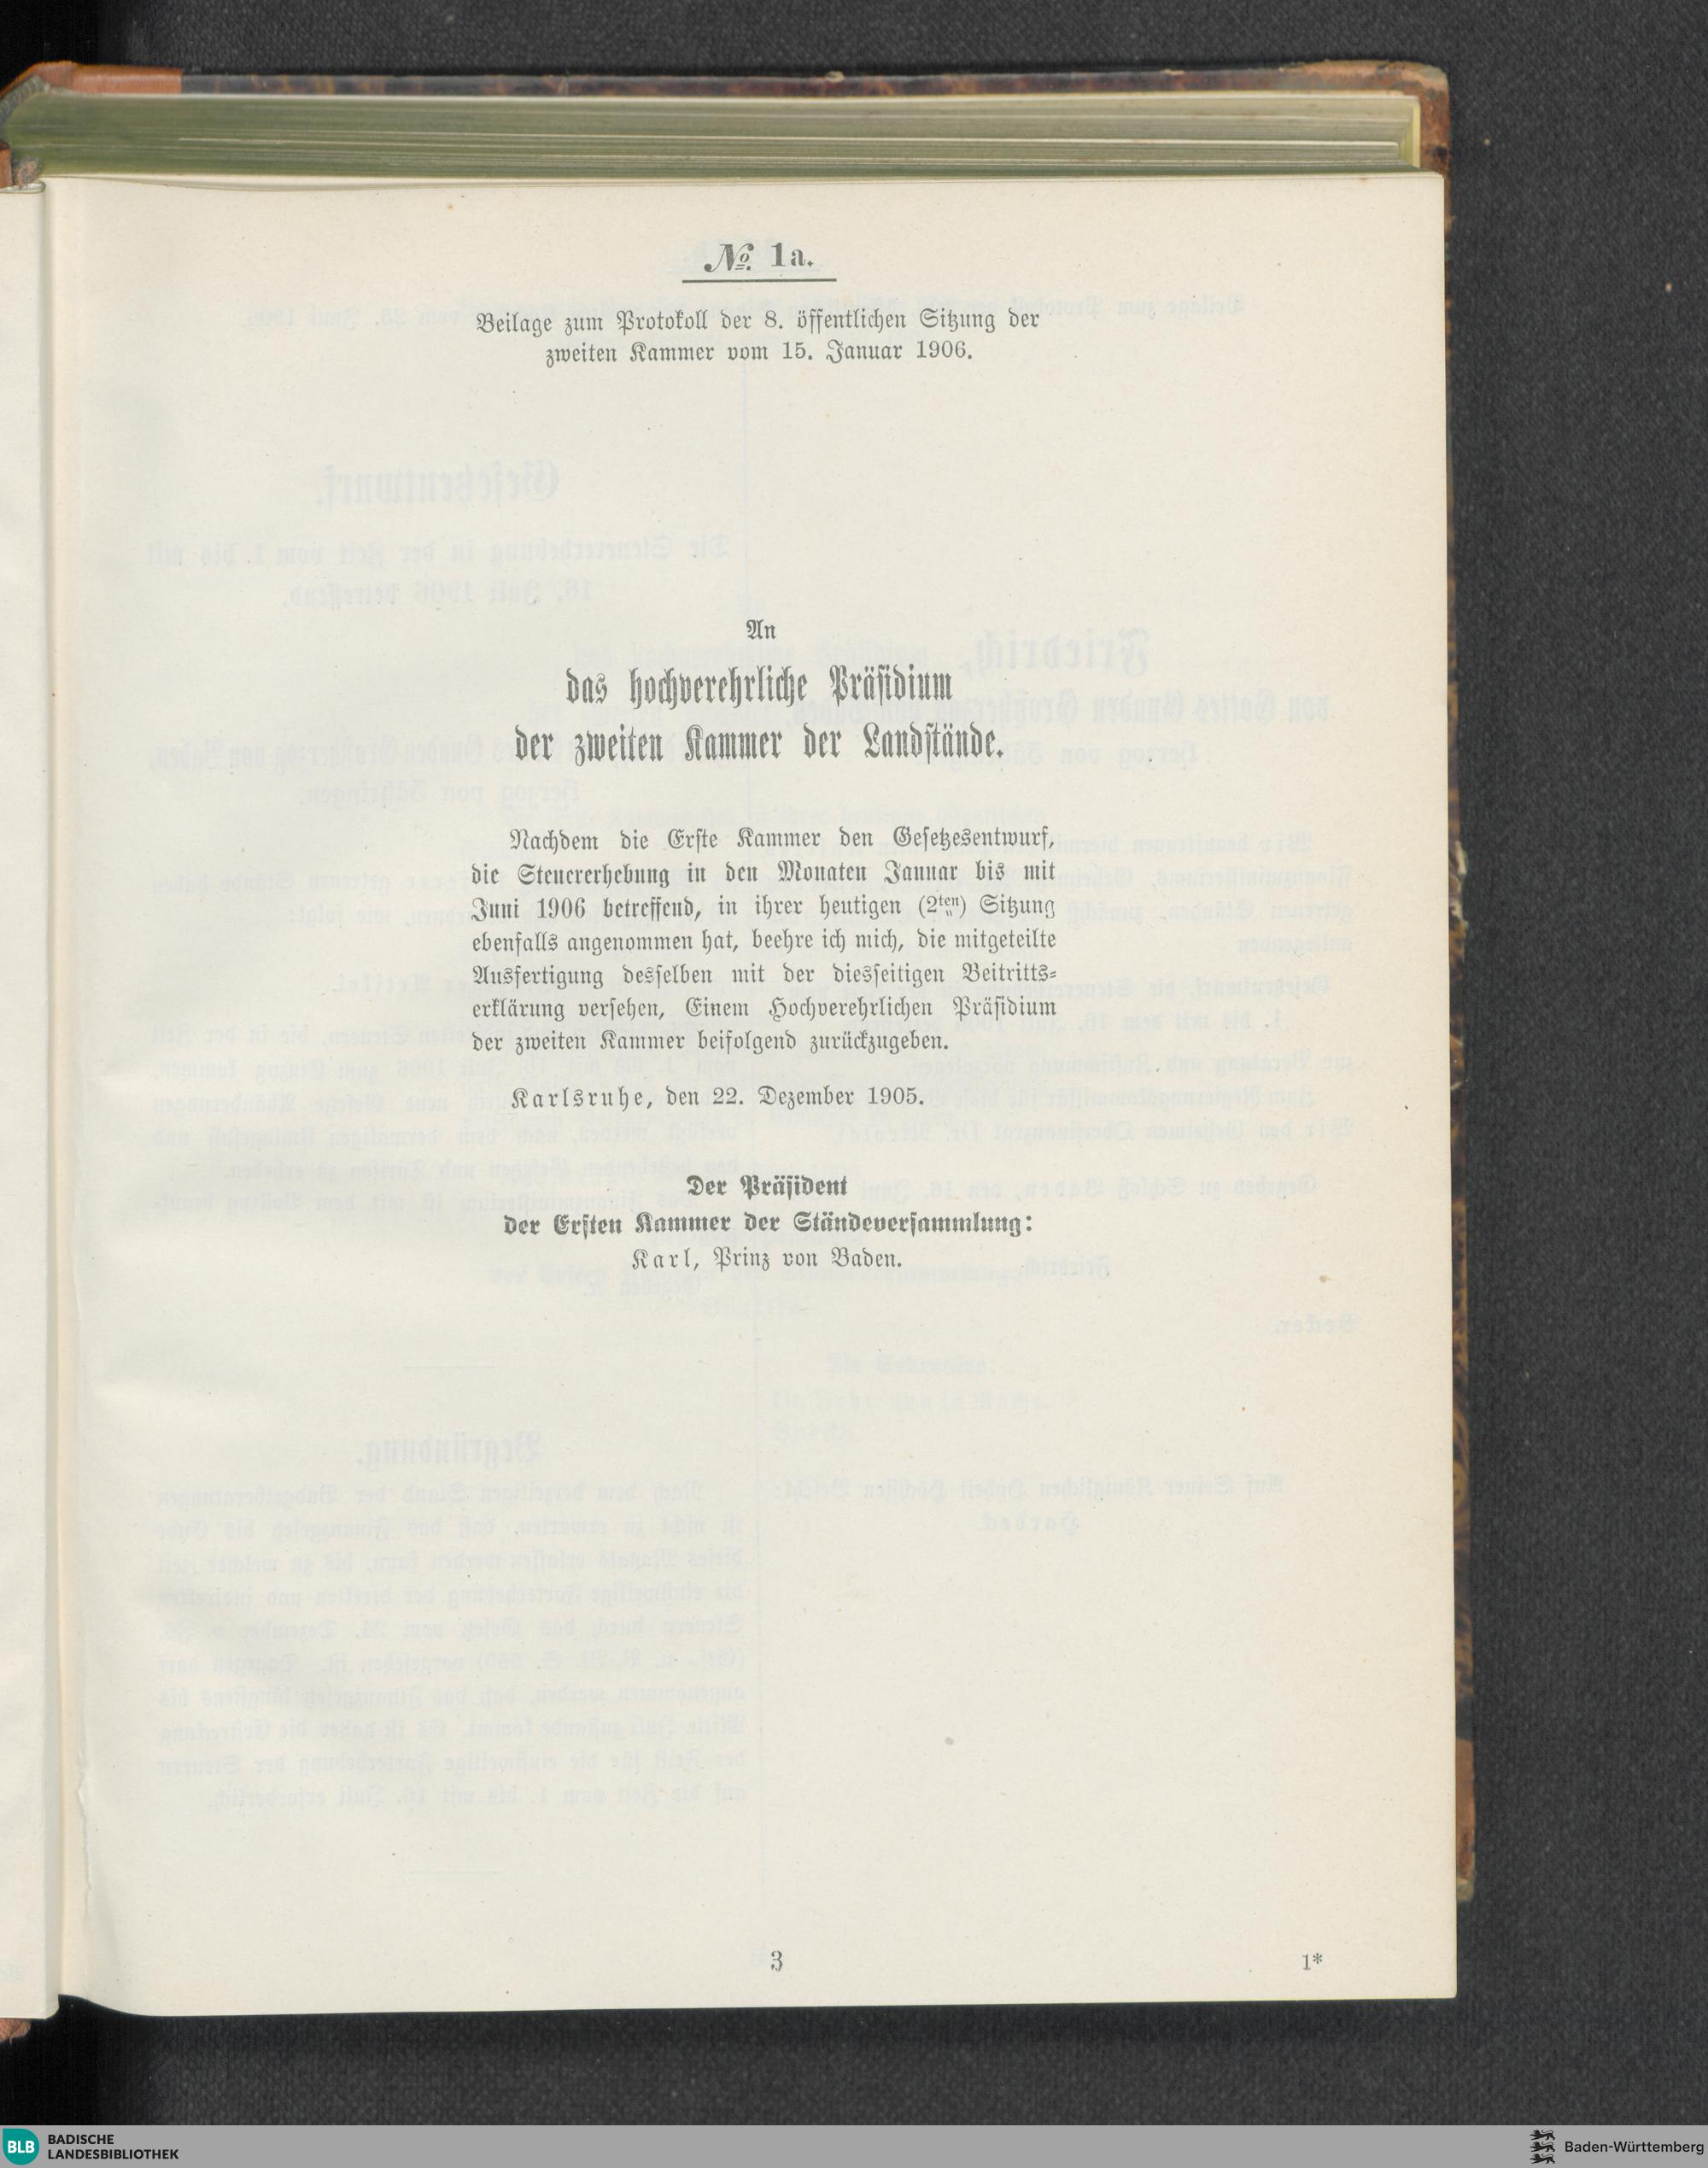 № 1a.
Beilage zum Protokoll der 8. öffentlichen Sitzung der
zweiten Kammer vom 15. Januar 1906.
An
das hochverehrliche Präsidium
der zweiten Kammer der Landstände.
Nachdem die Erste Kammer den Gesetzesentwurf,
die Steuererhebung in den Monaten Januar bis mit
Juni 1906 betreffend, in ihrer heutigen (2ten) Sitzung
ebenfalls angenommen hat, beehre ich mich, die mitgeteilte
Ausfertigung desselben mit der diesseitigen Beitritts-
erklärung versehen, Einem Hochverehrlichen Präsidium
der zweiten Kammer beifolgend zurückzugeben.
Karlsruhe, den 22. Dezember 1905.
Der Präsident
der Ersten Kammer der Ständeversammlung:
Karl, Prinz von Baden.
3
1*
BLB BADISCHE
LANDESBIBLIOTHEK
Baden-Württemberg